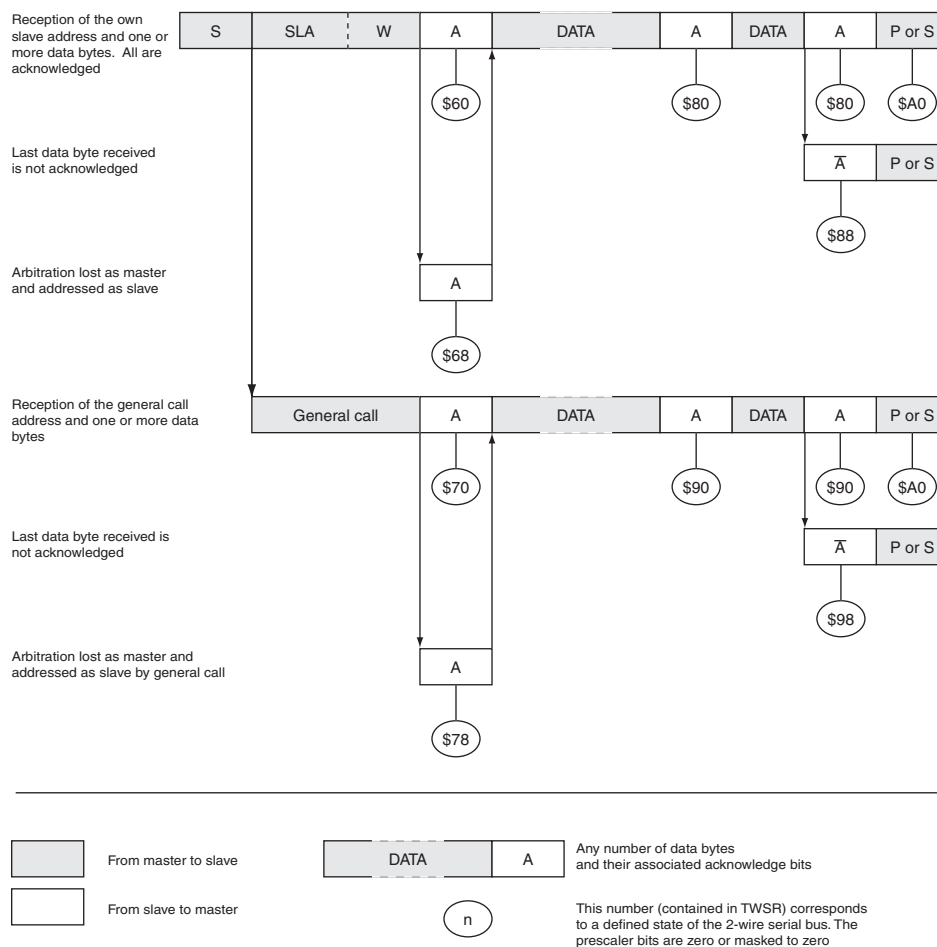 Reception of the own
slave address and one or
more data bytes.  All are
acknowledged
S SLA W A DATA A DATA A P or S
$60 $80 $80 $A0
Last data byte received
is not acknowledged
A̅ P or S
$88
Arbitration lost as master
and addressed as slave
A
$68
Reception of the general call
address and one or more data
bytes
General call A DATA A DATA A P or S
$70 $90 $90 $A0
Last data byte received is
not acknowledged
A̅ P or S
$98
Arbitration lost as master and
addressed as slave by general call
A
$78
From master to slave
DATA A
Any number of data bytes
and their associated acknowledge bits
From slave to master
n
This number (contained in TWSR) corresponds
to a defined state of the 2-wire serial bus. The
prescaler bits are zero or masked to zero